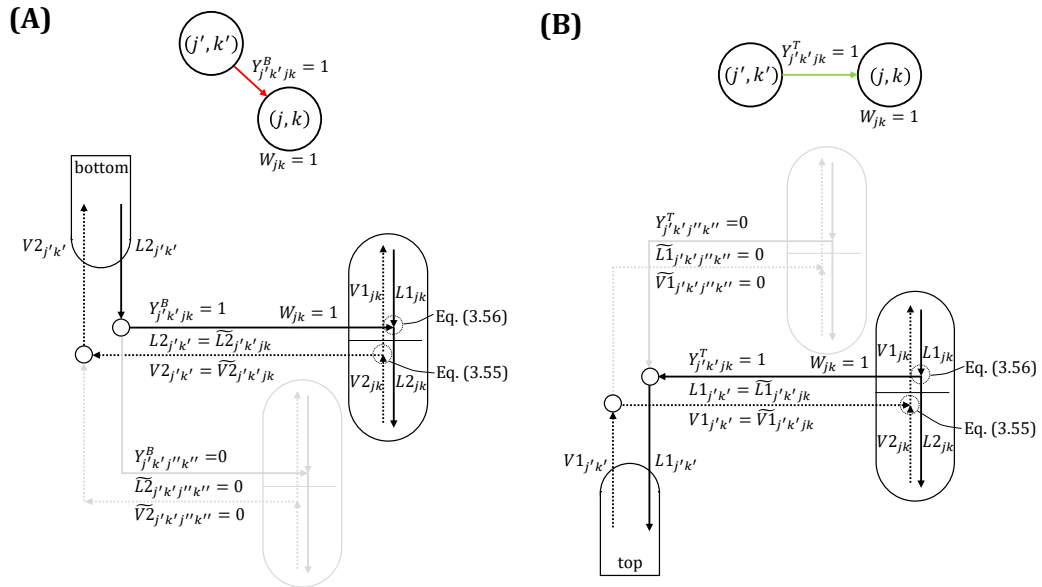 (A)
(j′, k′)
Y^B_{j′k′jk} = 1
(j, k)
W_{jk} = 1
bottom
V2_{j′k′}
L2_{j′k′}
Y^B_{j′k′jk} = 1
W_{jk} = 1
V1_{jk}
L1_{jk}
Eq. (3.56)
L2_{j′k′} = \widetilde{L2}_{j′k′jk}
V2_{j′k′} = \widetilde{V2}_{j′k′jk}
V2_{jk}
L2_{jk}
Eq. (3.55)
Y^B_{j′k′j″k″}=0
\widetilde{L2}_{j′k′j″k″} = 0
\widetilde{V2}_{j′k′j″k″} = 0
(B)
(j′, k′)
Y^T_{j′k′jk} = 1
(j, k)
W_{jk} = 1
Y^T_{j′k′j″k″}=0
\widetilde{L1}_{j′k′j″k″} = 0
\widetilde{V1}_{j′k′j″k″} = 0
Y^T_{j′k′jk} = 1
W_{jk} = 1
V1_{jk}
L1_{jk}
Eq. (3.56)
L1_{j′k′} = \widetilde{L1}_{j′k′jk}
V1_{j′k′} = \widetilde{V1}_{j′k′jk}
Eq. (3.55)
V2_{jk}
L2_{jk}
V1_{j′k′}
L1_{j′k′}
top